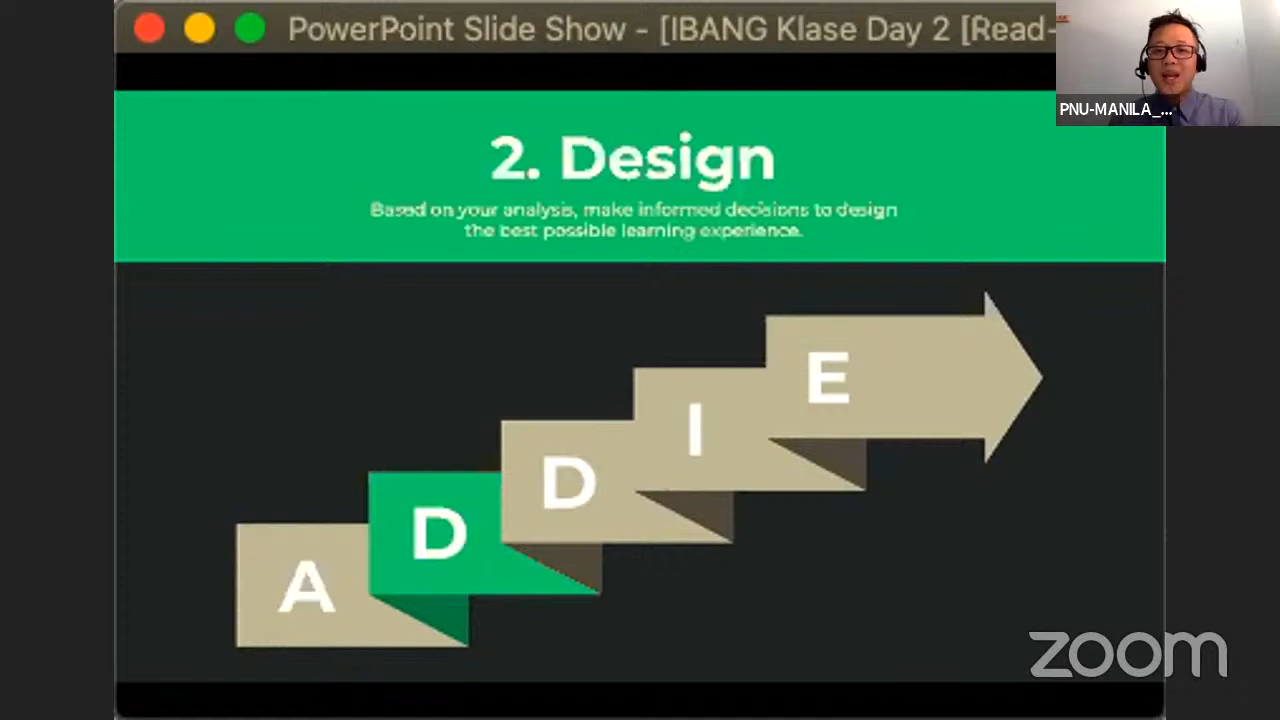 PowerPoint Slide Show - [IBANG Klase Day 2 [Read-
PNU-MANILA_...
2. Design
Based on your analysis, make informed decisions to design
the best possible learning experience.
E
I
D
D
A
zoom